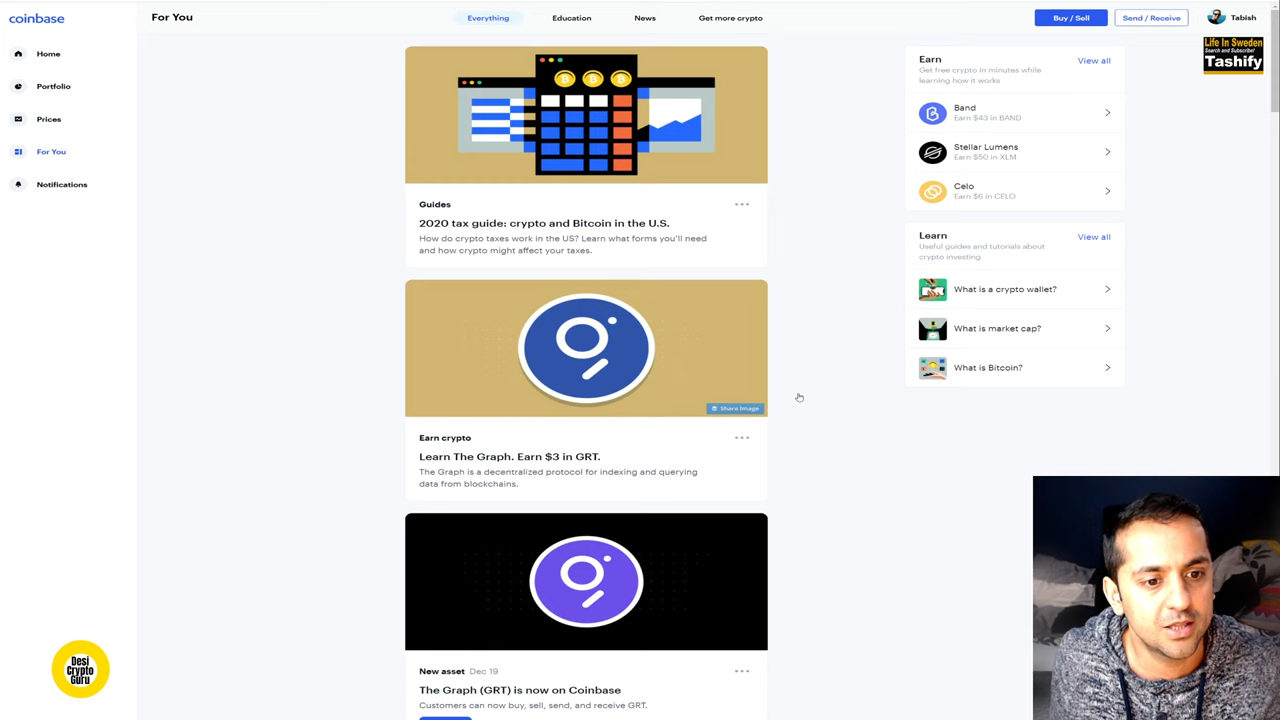 coinbase
Home
Portfolio
Prices
For You
Notifications
For You
Everything
Education
News
Get more crypto
Buy / Sell
Send / Receive
Tabish
Life In Sweden
Search and Subscribe!
Tashify
Guides
2020 tax guide: crypto and Bitcoin in the U.S.
How do crypto taxes work in the US? Learn what forms you'll need
and how crypto might affect your taxes.
Share Image
Earn crypto
Learn The Graph. Earn $3 in GRT.
The Graph is a decentralized protocol for indexing and querying
data from blockchains.
New asset Dec 19
The Graph (GRT) is now on Coinbase
Customers can now buy, sell, send, and receive GRT.
Earn
View all
Get free crypto in minutes while
learning how it works
Band
Earn $43 in BAND
Stellar Lumens
Earn $50 in XLM
Celo
Earn $6 in CELO
Learn
View all
Useful guides and tutorials about
crypto investing
What is a crypto wallet?
What is market cap?
What is Bitcoin?
Desi
Crypto
Guru